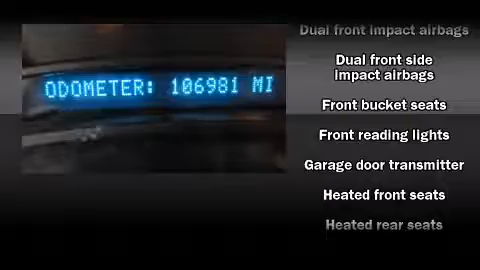 ODOMETER: 106981 MI
Dual front impact airbags
Dual front side
impact airbags
Front bucket seats
Front reading lights
Garage door transmitter
Heated front seats
Heated rear seats